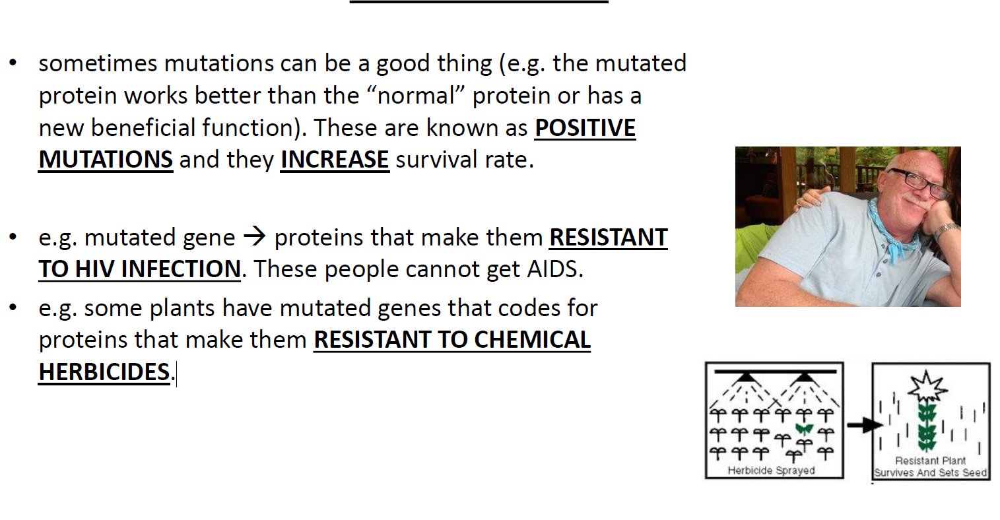 • sometimes mutations can be a good thing (e.g. the mutated
protein works better than the “normal” protein or has a
new beneficial function). These are known as POSITIVE
MUTATIONS and they INCREASE survival rate.
• e.g. mutated gene → proteins that make them RESISTANT
TO HIV INFECTION. These people cannot get AIDS.
• e.g. some plants have mutated genes that codes for
proteins that make them RESISTANT TO CHEMICAL
HERBICIDES.
Herbicide Sprayed
Resistant Plant
Survives And Sets Seed